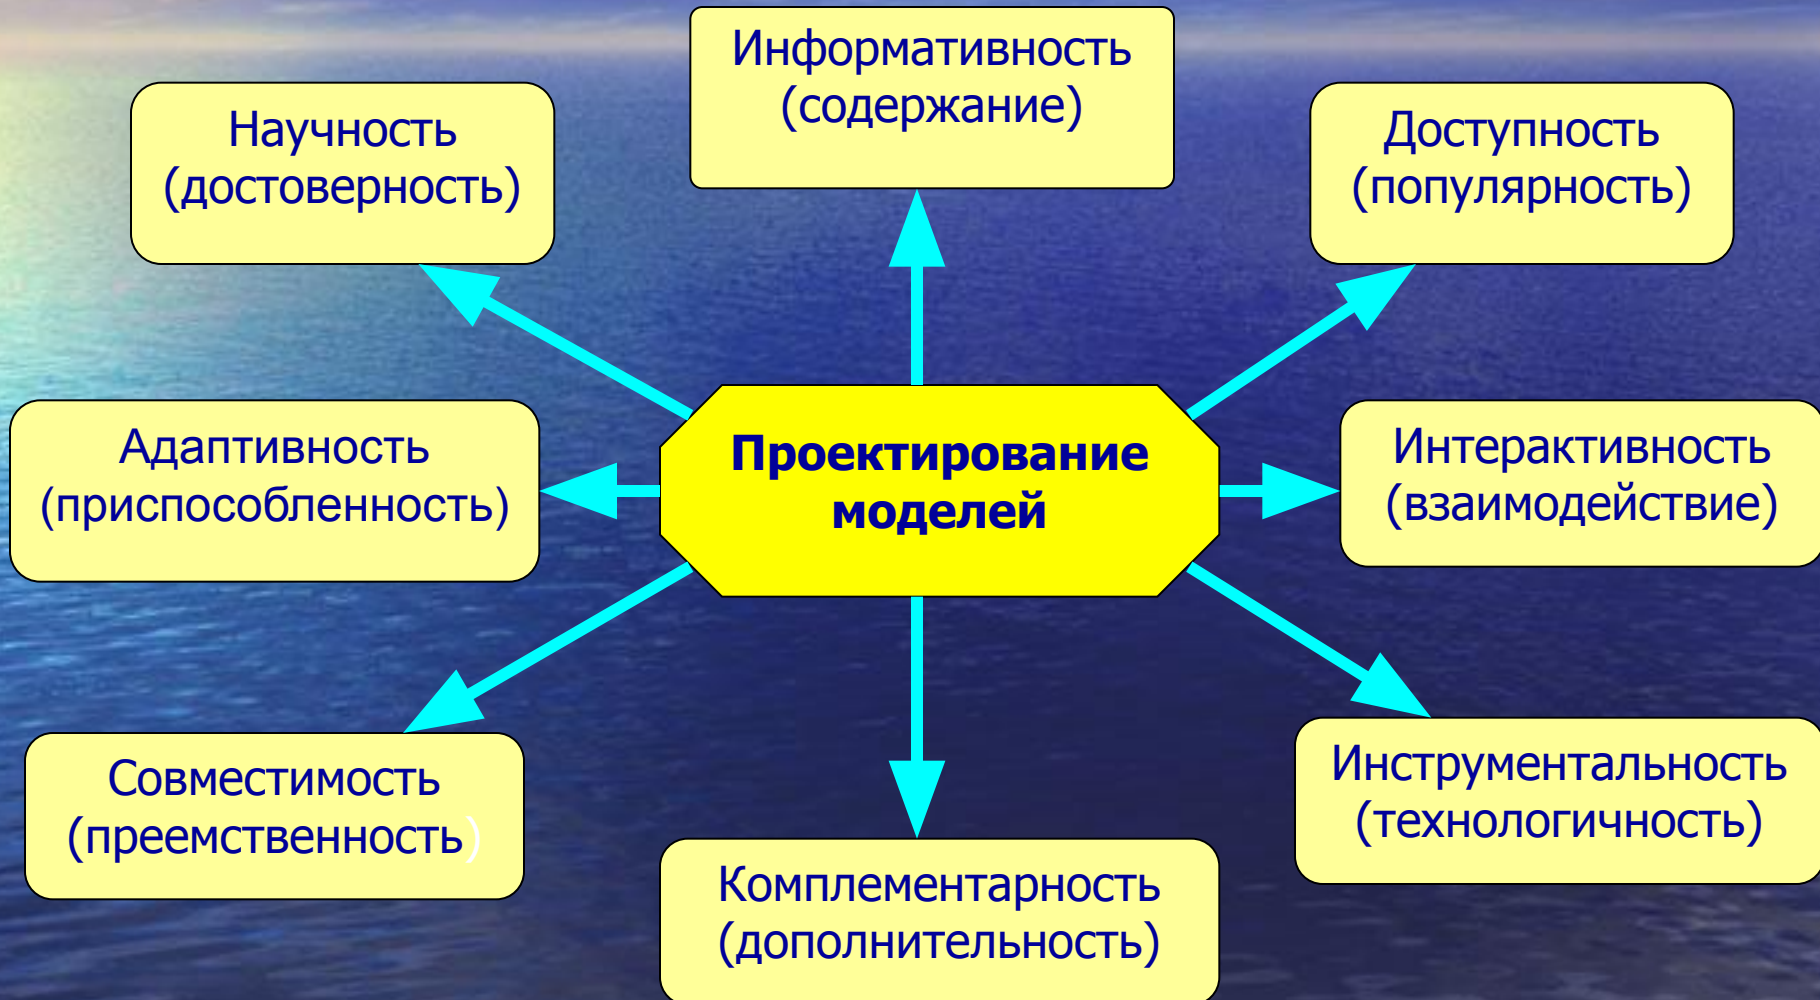 Информативность
(содержание)
Научность
(достоверность)
Доступность
(популярность)
Адаптивность
(приспособленность)
Проектирование
моделей
Интерактивность
(взаимодействие)
Совместимость
(преемственность)
Инструментальность
(технологичность)
Комплементарность
(дополнительность)